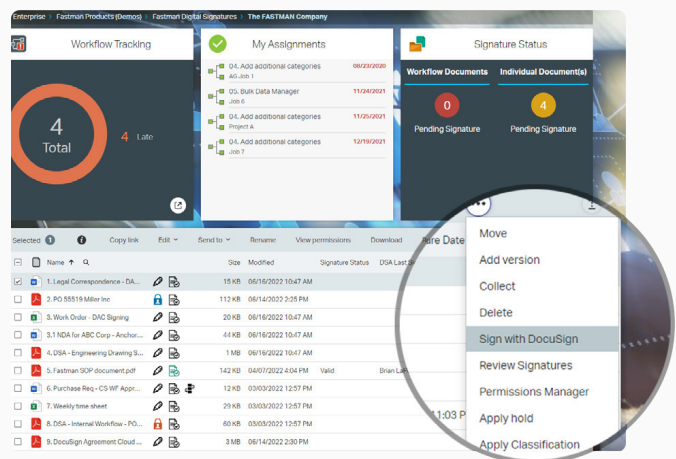 Enterprise > Fastman Products (Demos) > Fastman Digital Signatures > The FASTMAN Company
Workflow Tracking
4
Total
4 Late
My Assignments
04. Add additional categories 08/23/2020
AG Job 1
05. Bulk Data Manager 11/24/2021
Job 6
04. Add additional categories 11/25/2021
Project A
04. Add additional categories 12/19/2021
Job 7
Signature Status
Workflow Documents Individual Document(s)
0 4
Pending Signature Pending Signature
Selected 1 Copy link Edit Send to Rename View permissions Download
Name Size Modified Signature Status DSA Last
1. Legal Correspondence - DA... 15 KB 06/16/2022 10:47 AM
2. PO 55519 Miller Inc 112 KB 06/14/2022 2:25 PM
3. Work Order - DAC Signing 20 KB 06/16/2022 10:47 AM
3.1 NDA for ABC Corp - Anchor... 44 KB 06/16/2022 10:47 AM
4. DSA - Engineering Drawing S... 1 MB 06/16/2022 10:47 AM
5. Fastman SOP document.pdf 142 KB 04/07/2022 4:04 PM Valid Brian
6. Purchase Req - CS WF Appr... 12 KB 03/03/2022 12:57 PM
7. Weekly time sheet 29 KB 03/03/2022 12:57 PM
8. DSA - Internal Workflow - PO... 60 KB 03/03/2022 12:57 PM
9. DocuSign Agreement Cloud ... 3 MB 06/14/2022 2:30 PM
ure Date
11:03 P
Move
Add version
Collect
Delete
Sign with DocuSign
Review Signatures
Permissions Manager
Apply hold
Apply Classification